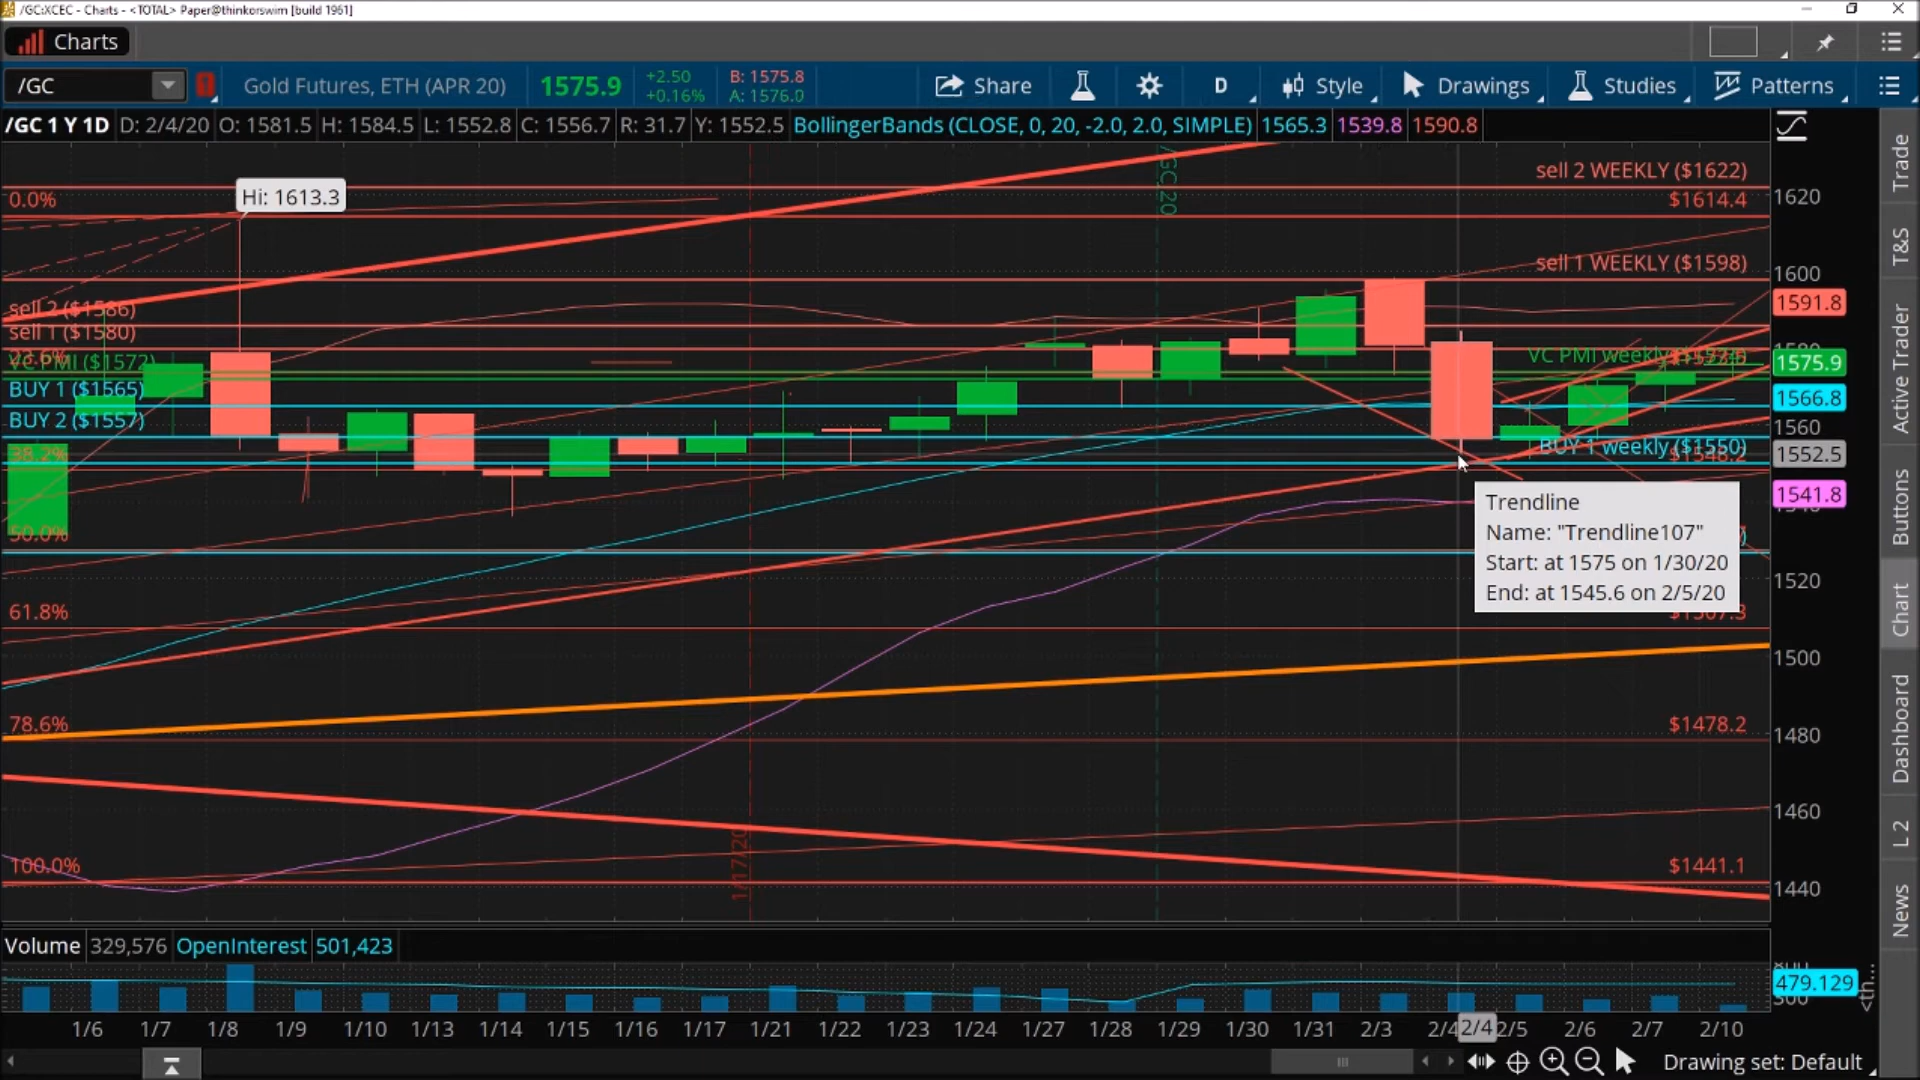 /GC:XCEC - Charts - <TOTAL> Paper@thinkorswim [build 1961]
Charts
/GC
Gold Futures, ETH (APR 20)
1575.9
+2.50
+0.16%
B: 1575.8
A: 1576.0
Share
D
Style
Drawings
Studies
Patterns
/GC 1 Y 1D D: 2/4/20 O: 1581.5 H: 1584.5 L: 1552.8 C: 1556.7 R: 31.7 Y: 1552.5 BollingerBands (CLOSE, 0, 20, -2.0, 2.0, SIMPLE) 1565.3 1539.8 1590.8
Hi: 1613.3
0.0%
sell 2 ($1586)
sell 1 ($1580)
VC PMI ($1572)
BUY 1 ($1565)
BUY 2 ($1557)
38.2%
50.0%
61.8%
78.6%
100.0%
1/17/20
/GC 20
sell 2 WEEKLY ($1622)
$1614.4
sell 1 WEEKLY ($1598)
VC PMI weekly
BUY 1 weekly ($1550)
$1548.2
$1478.2
$1441.1
Trendline
Name: "Trendline107"
Start: at 1575 on 1/30/20
End: at 1545.6 on 2/5/20
1620
1600
1591.8
1575.9
1566.8
1560
1552.5
1541.8
1520
1500
1480
1460
1440
Volume 329,576 OpenInterest 501,423
479.129
1/6 1/7 1/8 1/9 1/10 1/13 1/14 1/15 1/16 1/17 1/21 1/22 1/23 1/24 1/27 1/28 1/29 1/30 1/31 2/3 2/4 2/4 2/5 2/6 2/7 2/10
Drawing set: Default
Trade
T&S
Active Trader
Buttons
Chart
Dashboard
L 2
News